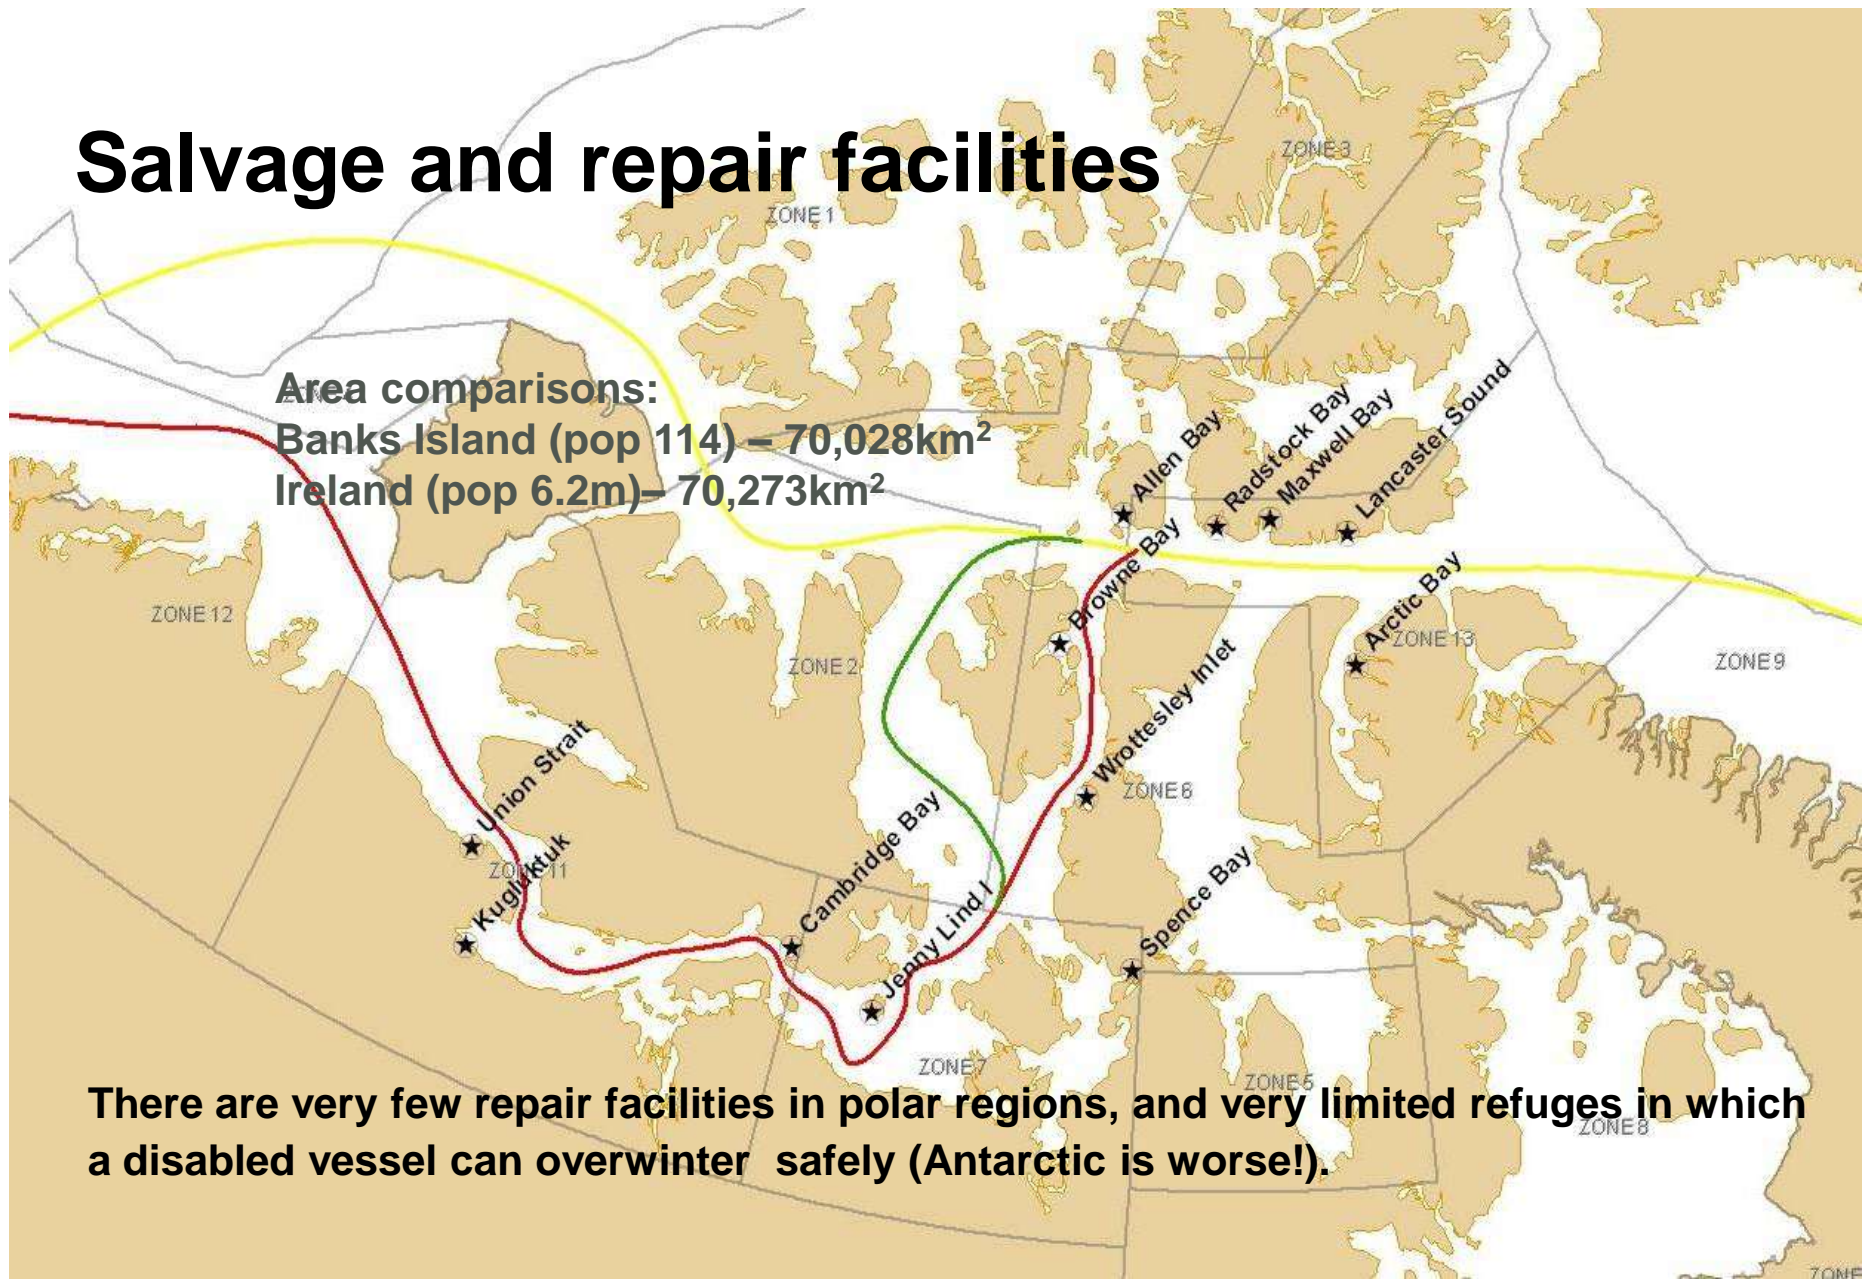 Salvage and repair facilities
ZONE 3
ZONE 1
Area comparisons:
Banks Island (pop 114) – 70,028km²
Ireland (pop 6.2m)– 70,273km²
Allen Bay
Radstock Bay
Maxwell Bay
Lancaster Sound
Browne Bay
Arctic Bay
ZONE 12
ZONE 2
ZONE 13
ZONE 9
Wrottesley Inlet
ZONE 6
Union Strait
Kugluktuk
ZONE 11
Cambridge Bay
Jenny Lind I
Spence Bay
ZONE 7
ZONE 5
ZONE 8
There are very few repair facilities in polar regions, and very limited refuges in which
a disabled vessel can overwinter safely (Antarctic is worse!).
ZONE